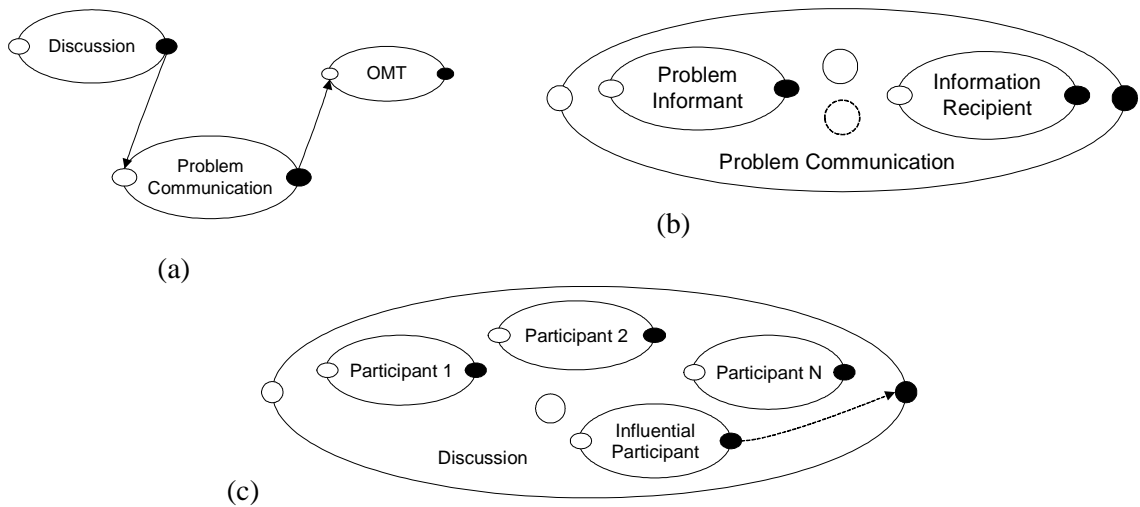 Discussion
OMT
Problem
Communication
(a)
Problem
Informant
Information
Recipient
Problem Communication
(b)
Participant 2
Participant 1
Participant N
Influential
Participant
Discussion
(c)